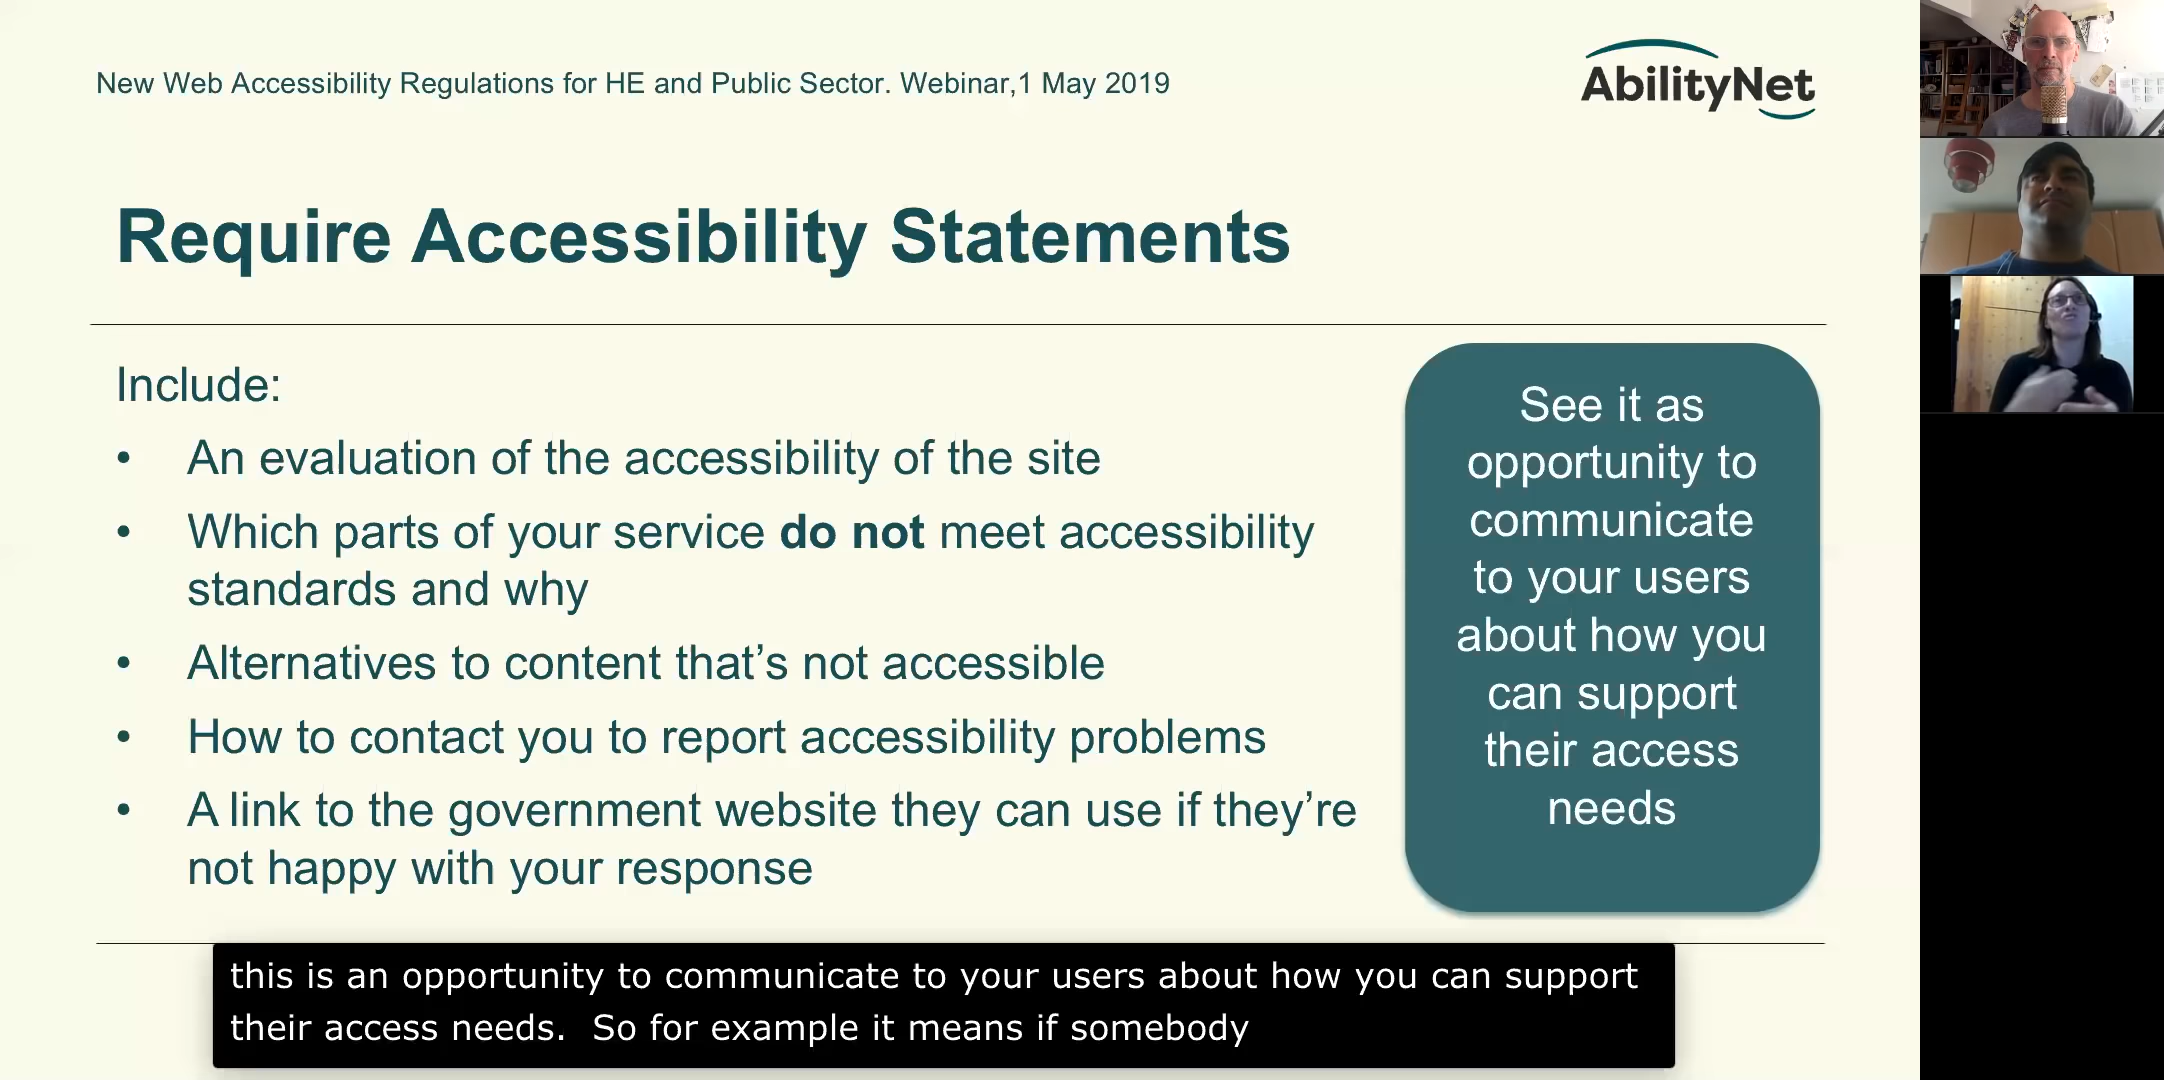 New Web Accessibility Regulations for HE and Public Sector. Webinar,1 May 2019
AbilityNet
Require Accessibility Statements
Include:
• An evaluation of the accessibility of the site
• Which parts of your service do not meet accessibility
standards and why
• Alternatives to content that’s not accessible
• How to contact you to report accessibility problems
• A link to the government website they can use if they’re
not happy with your response
See it as
opportunity to
communicate
to your users
about how you
can support
their access
needs
this is an opportunity to communicate to your users about how you can support
their access needs.  So for example it means if somebody